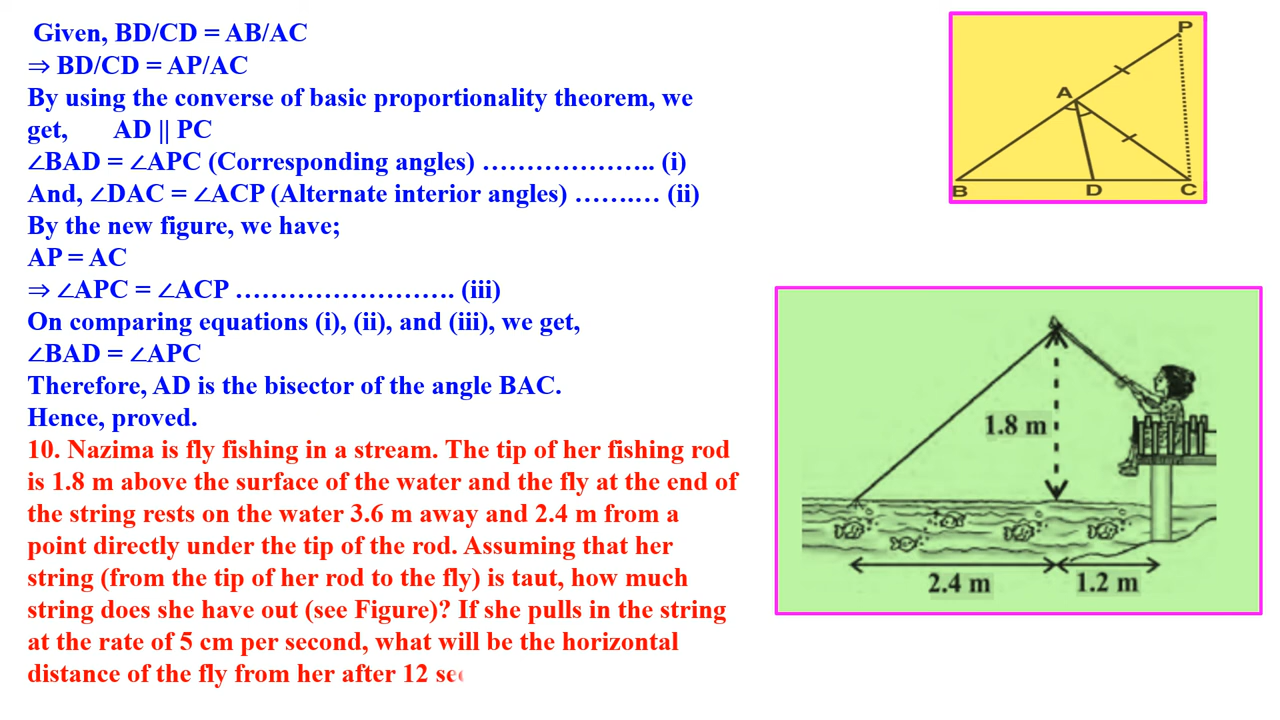 Given, BD/CD = AB/AC
⇒ BD/CD = AP/AC
By using the converse of basic proportionality theorem, we
get, AD || PC
∠BAD = ∠APC (Corresponding angles) ……………….. (i)
And, ∠DAC = ∠ACP (Alternate interior angles) …….… (ii)
By the new figure, we have;
AP = AC
⇒ ∠APC = ∠ACP ……………………. (iii)
On comparing equations (i), (ii), and (iii), we get,
∠BAD = ∠APC
Therefore, AD is the bisector of the angle BAC.
Hence, proved.
10. Nazima is fly fishing in a stream. The tip of her fishing rod
is 1.8 m above the surface of the water and the fly at the end of
the string rests on the water 3.6 m away and 2.4 m from a
point directly under the tip of the rod. Assuming that her
string (from the tip of her rod to the fly) is taut, how much
string does she have out (see Figure)? If she pulls in the string
at the rate of 5 cm per second, what will be the horizontal
distance of the fly from her after 12
P
A
B D C
1.8 m
2.4 m 1.2 m